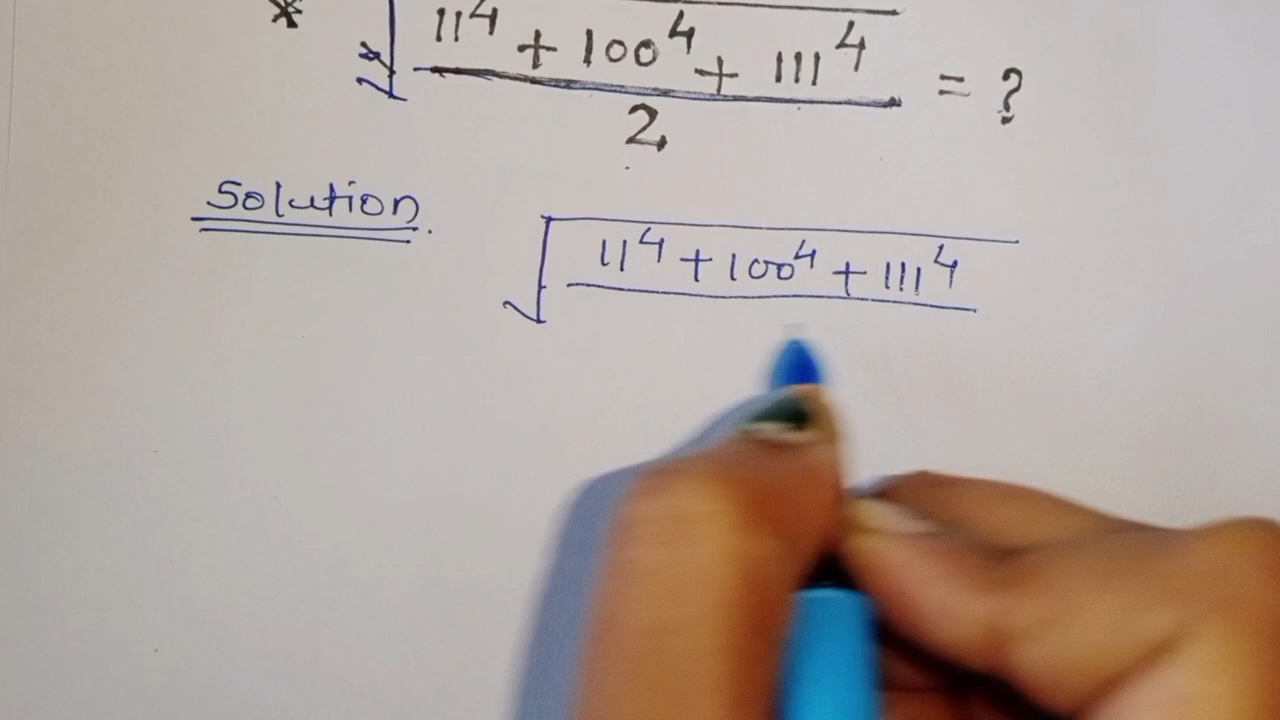 * √ 11⁴ + 100⁴ + 111⁴ = ?
2
Solution.
√ 11⁴ + 100⁴ + 111⁴